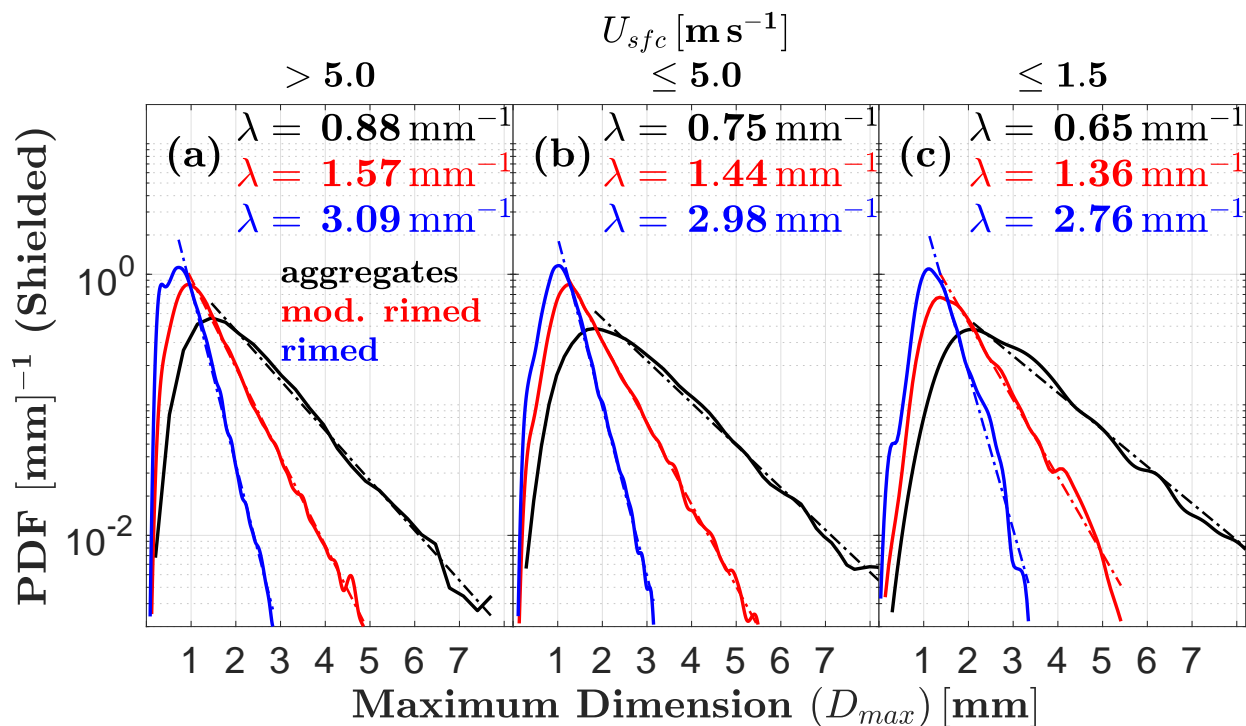 U_sfc [m s⁻¹]
> 5.0 ≤ 5.0 ≤ 1.5
(a) λ = 0.88 mm⁻¹
λ = 1.57 mm⁻¹
λ = 3.09 mm⁻¹
aggregates
mod. rimed
rimed
(b) λ = 0.75 mm⁻¹
λ = 1.44 mm⁻¹
λ = 2.98 mm⁻¹
(c) λ = 0.65 mm⁻¹
λ = 1.36 mm⁻¹
λ = 2.76 mm⁻¹
PDF [mm]⁻¹ (Shielded)
10⁰
10⁻²
1 2 3 4 5 6 7 1 2 3 4 5 6 7 1 2 3 4 5 6 7
Maximum Dimension (D_max) [mm]